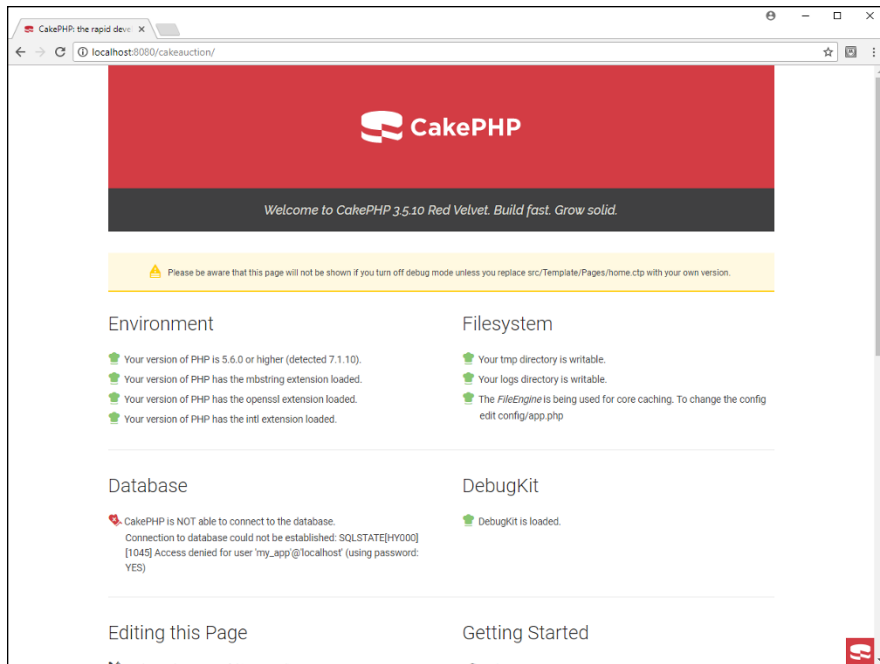 CakePHP: the rapid devel
localhost:8080/cakeauction/
CakePHP
Welcome to CakePHP 3.5.10 Red Velvet. Build fast. Grow solid.
Please be aware that this page will not be shown if you turn off debug mode unless you replace src/Template/Pages/home.ctp with your own version.
Environment
Your version of PHP is 5.6.0 or higher (detected 7.1.10).
Your version of PHP has the mbstring extension loaded.
Your version of PHP has the openssl extension loaded.
Your version of PHP has the intl extension loaded.
Filesystem
Your tmp directory is writable.
Your logs directory is writable.
The FileEngine is being used for core caching. To change the config
edit config/app.php
Database
CakePHP is NOT able to connect to the database.
Connection to database could not be established: SQLSTATE[HY000]
[1045] Access denied for user 'my_app'@'localhost' (using password:
YES)
DebugKit
DebugKit is loaded.
Editing this Page
Getting Started